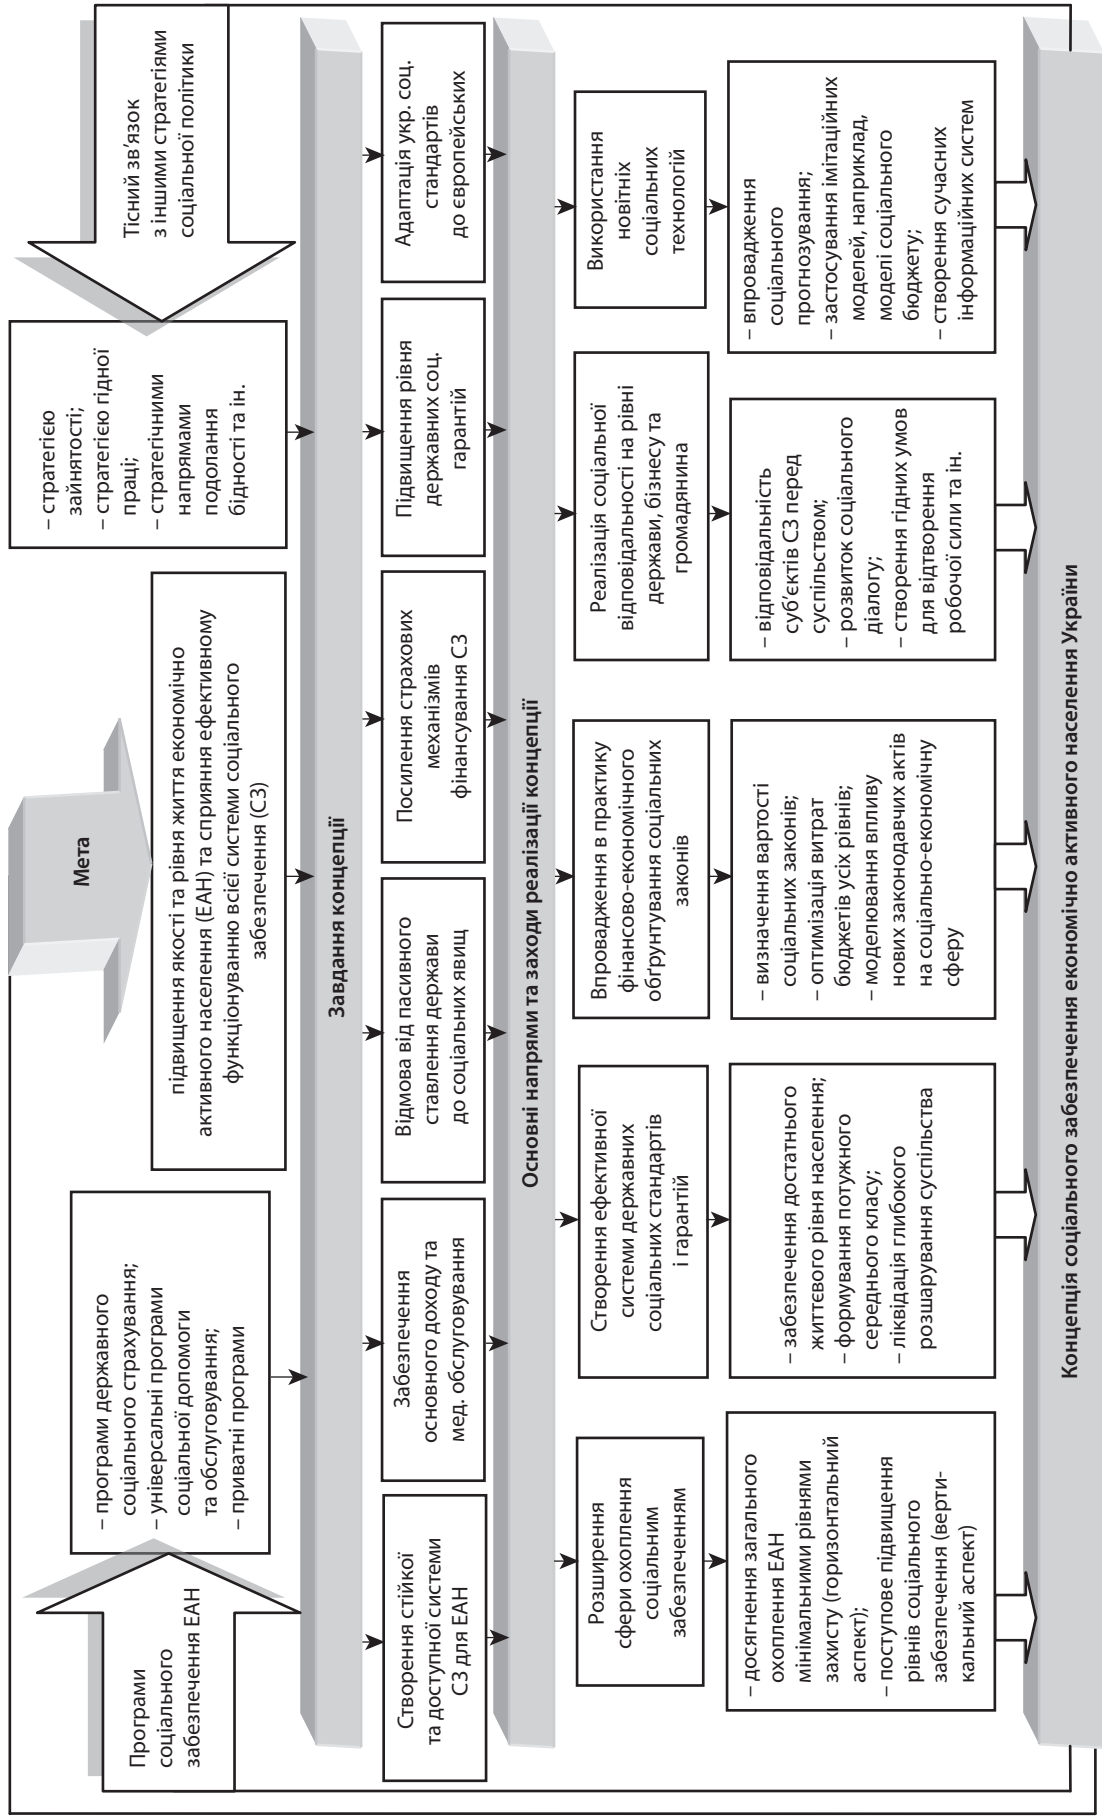 Програми
соціального
забезпечення ЕАН
– програми державного
соціального страхування;
– універсальні програми
соціальної допомоги
та обслуговування;
– приватні програми
Мета
підвищення якості та рівня життя економічно
активного населення (ЕАН) та сприяння ефективному
функціонуванню всієї системи соціального
забезпечення (СЗ)
– стратегією
зайнятості;
– стратегією гідної
праці;
– стратегічними
напрямами
подолання
бідності та ін.
Тісний зв’язок
з іншими стратегіями
соціальної політики
Завдання концепції
Створення стійкої
та доступної системи
СЗ для ЕАН
Забезпечення
основного доходу та
мед. обслуговування
Відмова від пасивного
ставлення держави
до соціальних явищ
Посилення страхових
механізмів
фінансування СЗ
Підвищення рівня
державних соц.
гарантій
Адаптація укр. соц.
стандартів
до європейських
Основні напрями та заходи реалізації концепції
Розширення
сфери охоплення
соціальним
забезпеченням
Створення ефективної
системи державних
соціальних стандартів
і гарантій
Впровадження в практику
фінансово-економічного
обґрунтування соціальних
законів
Реалізація соціальної
відповідальності на рівні
держави, бізнесу та
громадянина
Використання
новітніх
соціальних
технологій
– досягнення загального
охоплення ЕАН
мінімальними рівнями
захисту (горизонтальний
аспект);
– поступове підвищення
рівнів соціального
забезпечення (верти-
кальний аспект)
– забезпечення достатнього
життєвого рівня населення;
– формування потужного
середнього класу;
– ліквідація глибокого
розшарування суспільства
– визначення вартості
соціальних законів;
– оптимізація витрат
бюджетів усіх рівнів;
– моделювання впливу
нових законодавчих актів
на соціально-економічну
сферу
– відповідальність
суб’єктів СЗ перед
суспільством;
– розвиток соціального
діалогу;
– створення гідних умов
для відтворення
робочої сили та ін.
– впровадження
соціального
прогнозування;
– застосування імітаційних
моделей, наприклад,
моделі соціального
бюджету;
– створення сучасних
інформаційних систем
Концепція соціального забезпечення економічно активного населення України